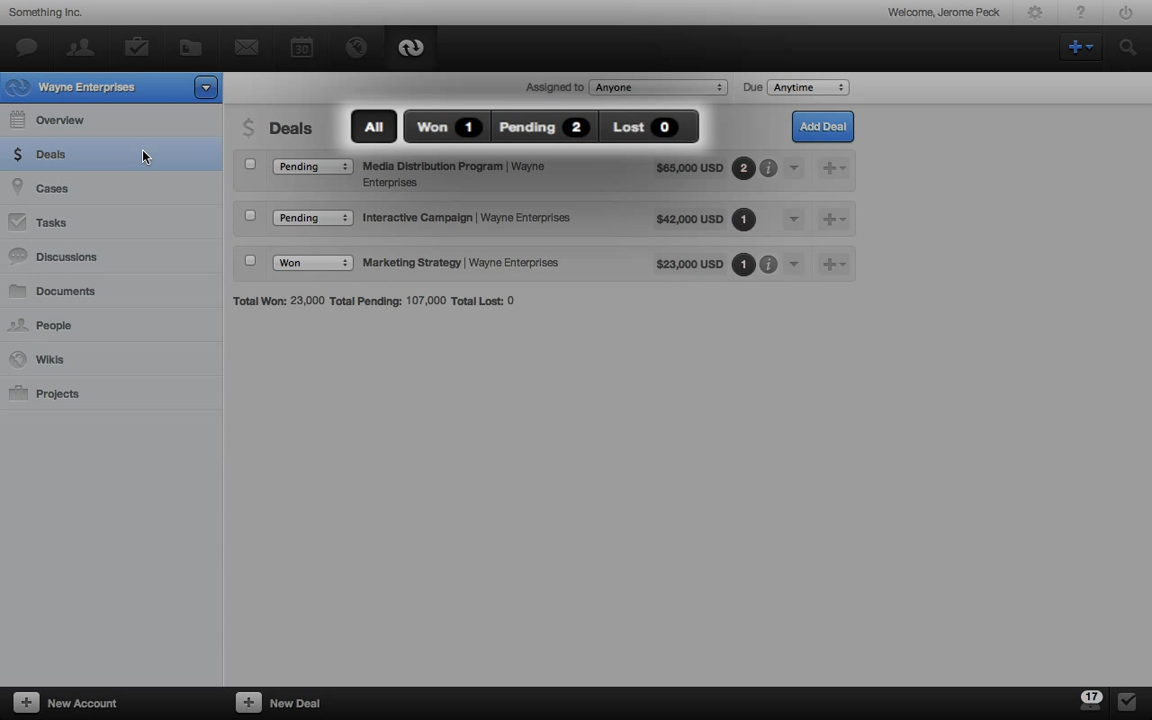 Something Inc.
Welcome, Jerome Peck
?
30
Wayne Enterprises
Assigned to Anyone Due Anytime
Overview
Deals
Cases
Tasks
Discussions
Documents
People
Wikis
Projects
$ Deals All Won 1 Pending 2 Lost 0 Add Deal
Pending Media Distribution Program | Wayne
Enterprises
$65,000 USD 2 i
Pending Interactive Campaign | Wayne Enterprises $42,000 USD 1
Won Marketing Strategy | Wayne Enterprises $23,000 USD 1 i
Total Won: 23,000 Total Pending: 107,000 Total Lost: 0
New Account
New Deal
17